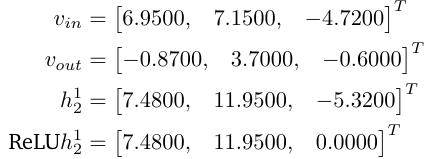 v_{in} = [6.9500, 7.1500, −4.7200]^T
v_{out} = [−0.8700, 3.7000, −0.6000]^T
h_2^1 = [7.4800, 11.9500, −5.3200]^T
ReLUh_2^1 = [7.4800, 11.9500, 0.0000]^T